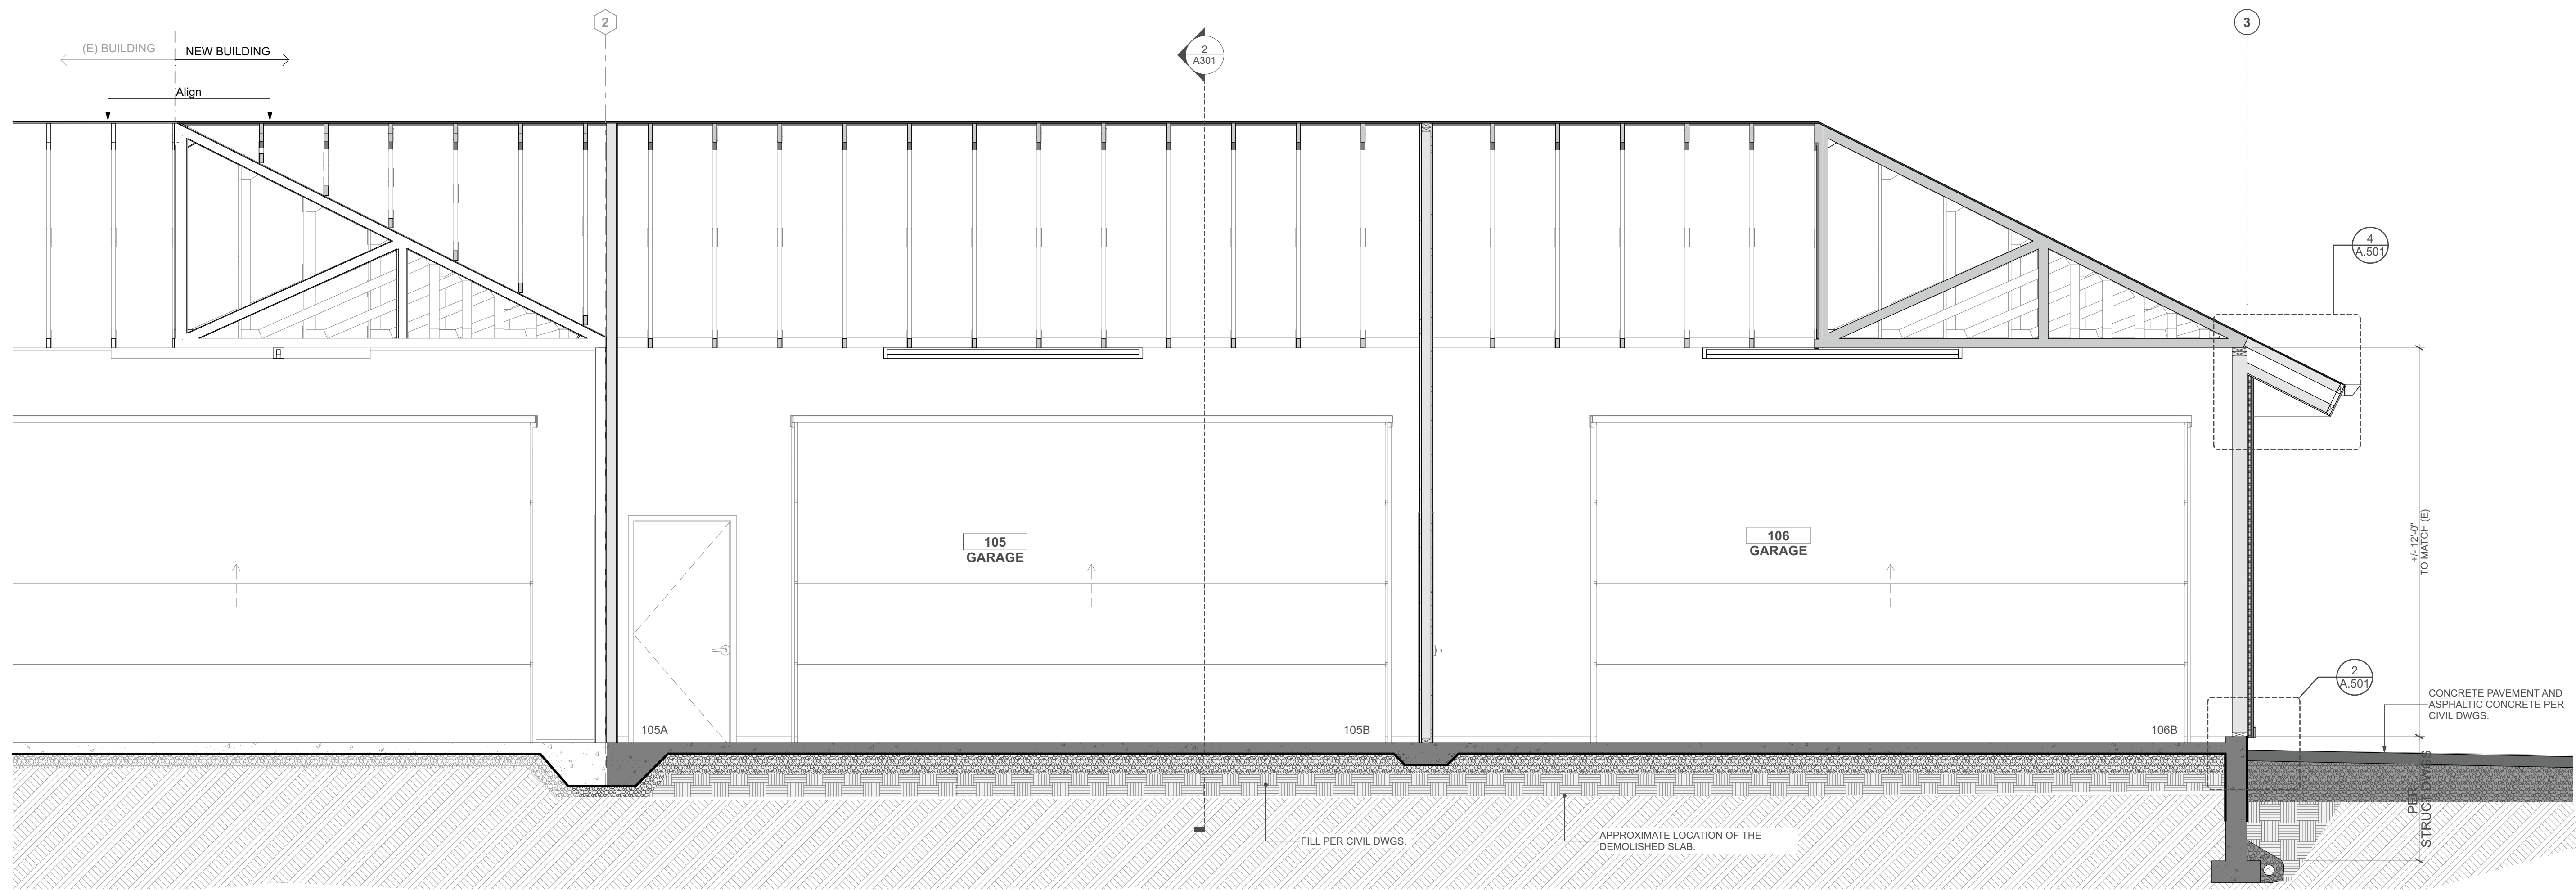 2
3
(E) BUILDING
NEW BUILDING
2
A301
Align
4
A.501
+/- 12'-0"
TO MATCH (E)
105
GARAGE
106
GARAGE
2
A.501
CONCRETE PAVEMENT AND
ASPHALTIC CONCRETE PER
CIVIL DWGS.
105A
105B
106B
PER
STRUCT DWGS
FILL PER CIVIL DWGS.
APPROXIMATE LOCATION OF THE
DEMOLISHED SLAB.